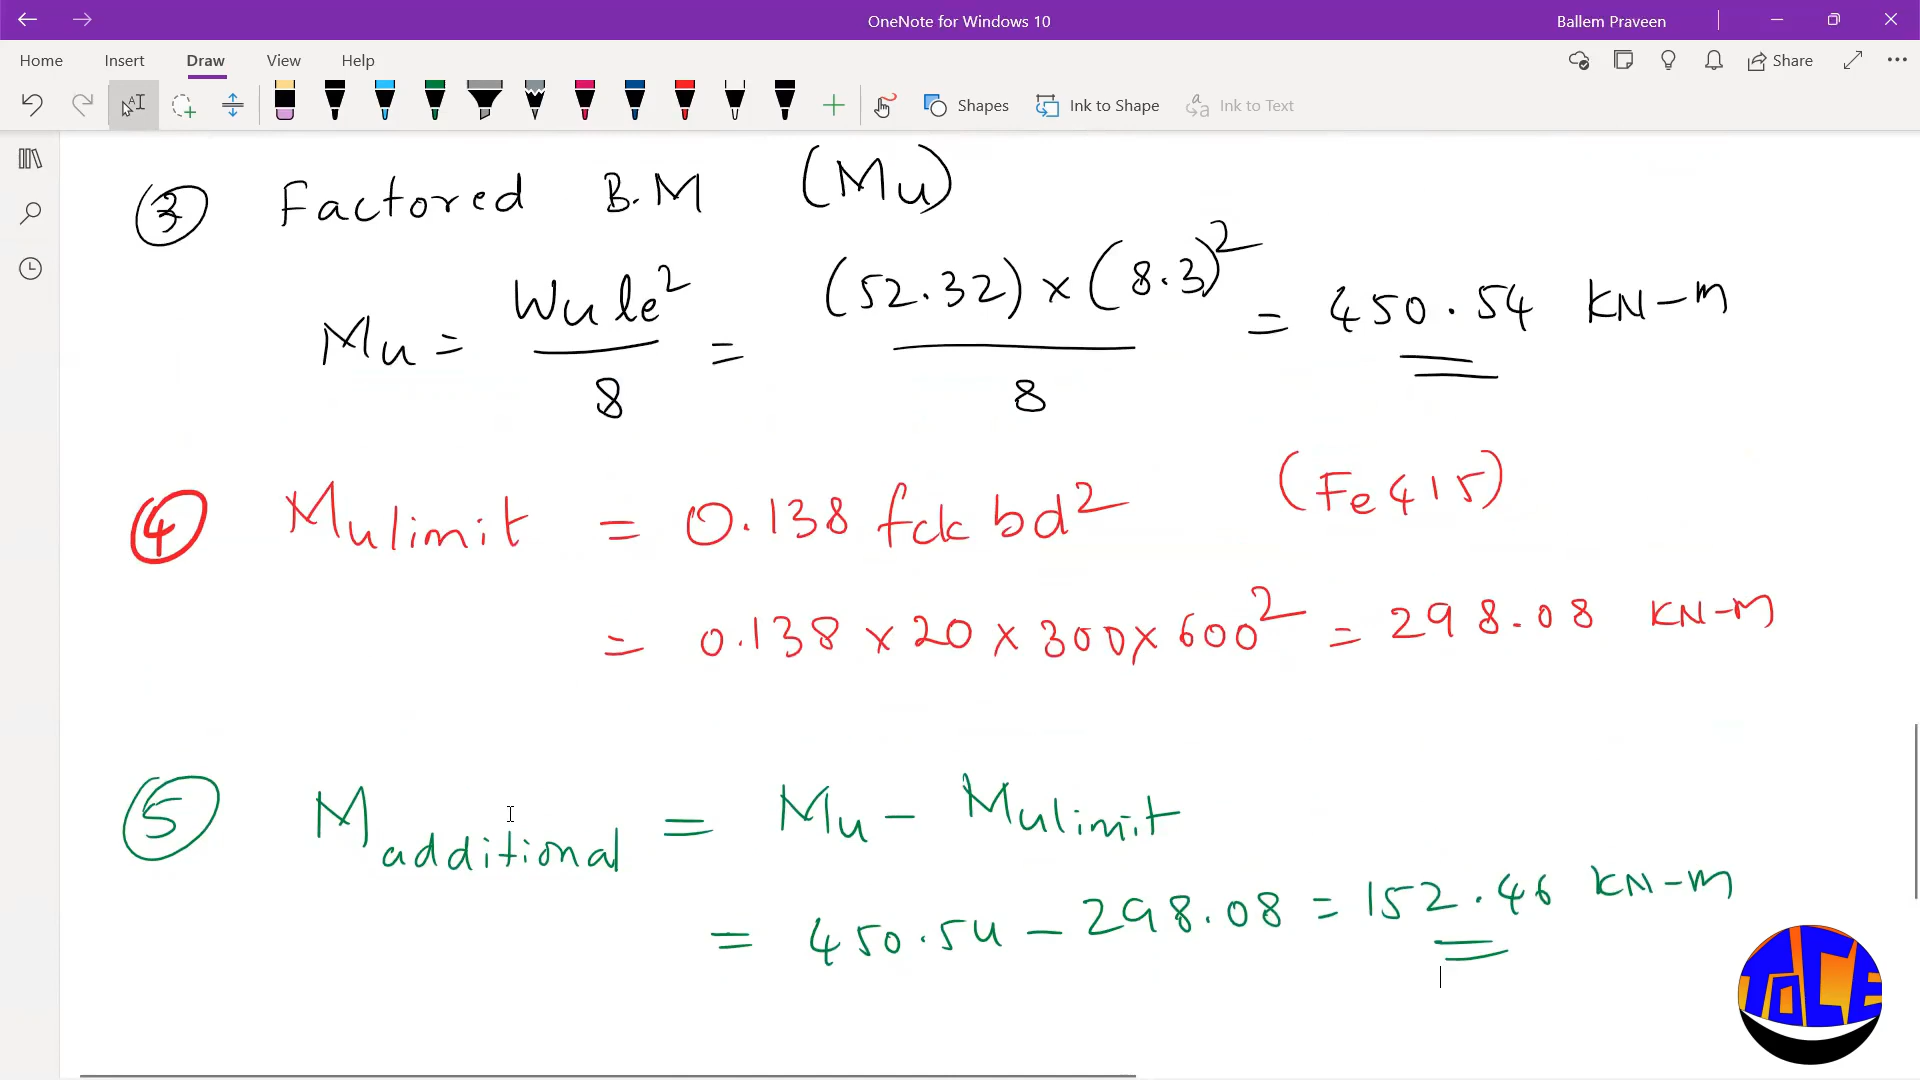 OneNote for Windows 10
Ballem Praveen
Home Insert Draw View Help
Share
Shapes Ink to Shape Ink to Text
③ Factored B.M (Mu)
Mu = Wu le² / 8 = (52.32) × (8.3)² / 8 = 450.54 KN-m
④ Mulimit = 0.138 fck bd² (Fe415)
= 0.138 × 20 × 300 × 600² = 298.08 KN-m
⑤ M additional = Mu - Mulimit
= 450.54 - 298.08 = 152.46 KN-m